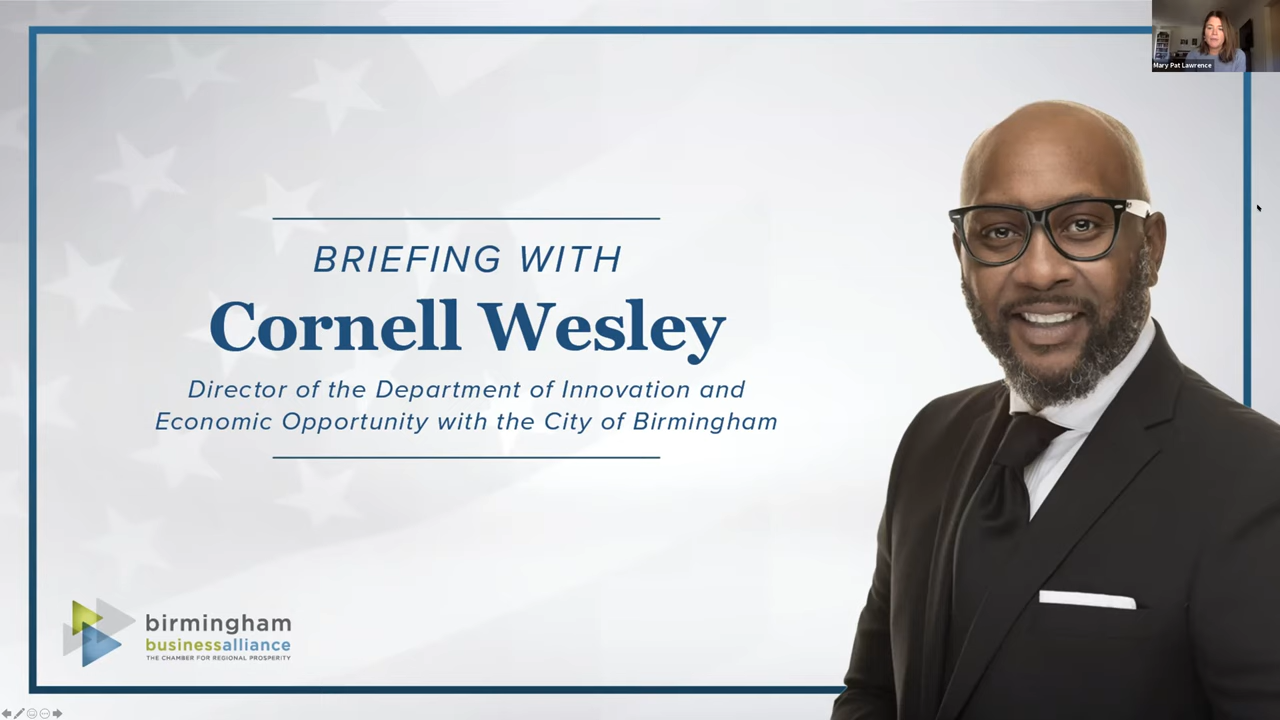 Mary Pat Lawrence
BRIEFING WITH
Cornell Wesley
Director of the Department of Innovation and
Economic Opportunity with the City of Birmingham
birmingham
businessalliance
THE CHAMBER FOR REGIONAL PROSPERITY